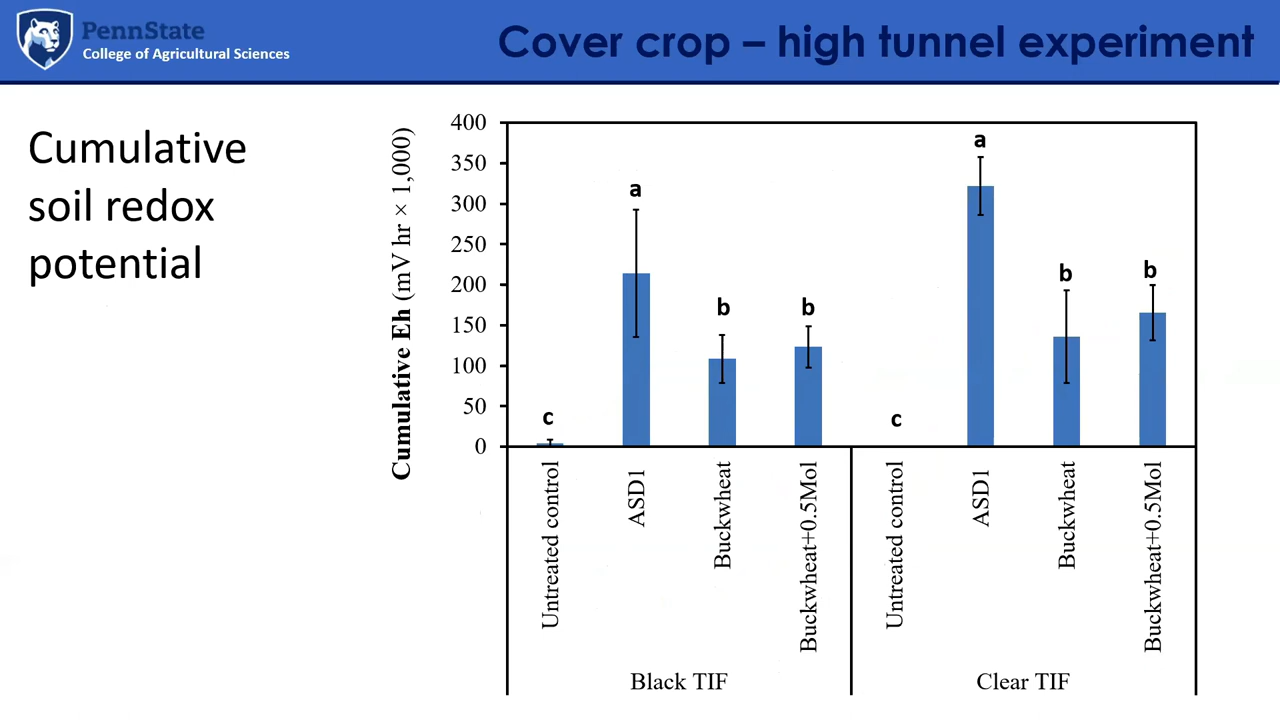 PennState
College of Agricultural Sciences
Cover crop – high tunnel experiment
Cumulative
soil redox
potential
Cumulative Eh (mV hr × 1,000)
400
350
300
250
200
150
100
50
0
c
a
b
b
c
a
b
b
Untreated control
ASD1
Buckwheat
Buckwheat+0.5Mol
Untreated control
ASD1
Buckwheat
Buckwheat+0.5Mol
Black TIF
Clear TIF